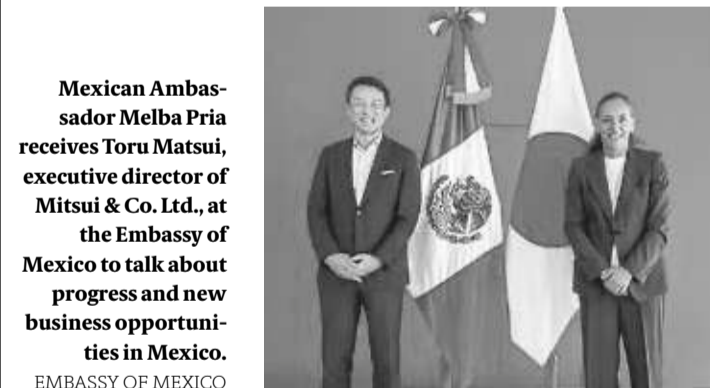 Mexican Ambas-
sador Melba Pria
receives Toru Matsui,
executive director of
Mitsui & Co. Ltd., at
the Embassy of
Mexico to talk about
progress and new
business opportuni-
ties in Mexico.
EMBASSY OF MEXICO